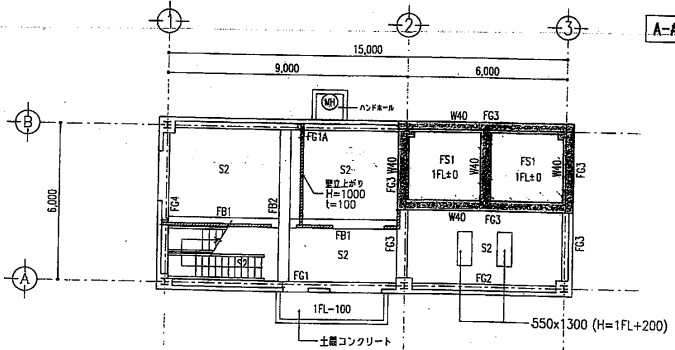 1
2
3
A-A
15,000
9,000
6,000
MH
ハンドホール
B
W40
FG3
FG1A
S2
S2
壁立上がり
H=1000
t=100
W40
FG3
FS1
1FL±0
W40
FS1
1FL±0
FG3
6,000
FG4
FB1
FB2
W40
FG3
FB1
S2
FG3
S2
FG3
S2
A
FG1
FG2
1FL-100
550x1300 (H=1FL+200)
土間コンクリート